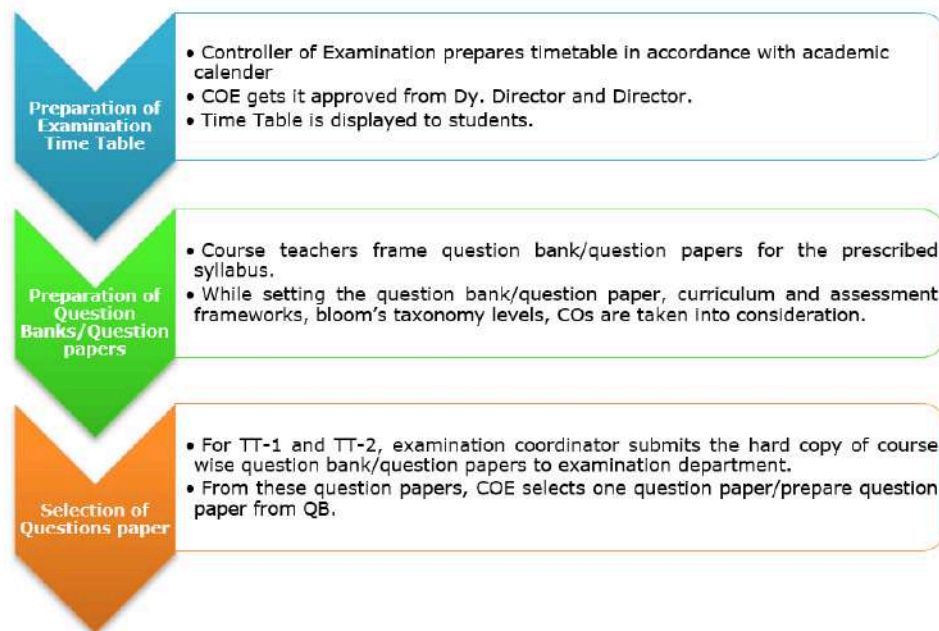 Preparation of
Examination
Time Table
• Controller of Examination prepares timetable in accordance with academic
calender
• COE gets it approved from Dy. Director and Director.
• Time Table is displayed to students.
Preparation of
Question
Banks/Question
papers
• Course teachers frame question bank/question papers for the prescribed
syllabus.
• While setting the question bank/question paper, curriculum and assessment
frameworks, bloom's taxonomy levels, COs are taken into consideration.
Selection of
Questions paper
• For TT-1 and TT-2, examination coordinator submits the hard copy of course
wise question bank/question papers to examination department.
• From these question papers, COE selects one question paper/prepare question
paper from QB.